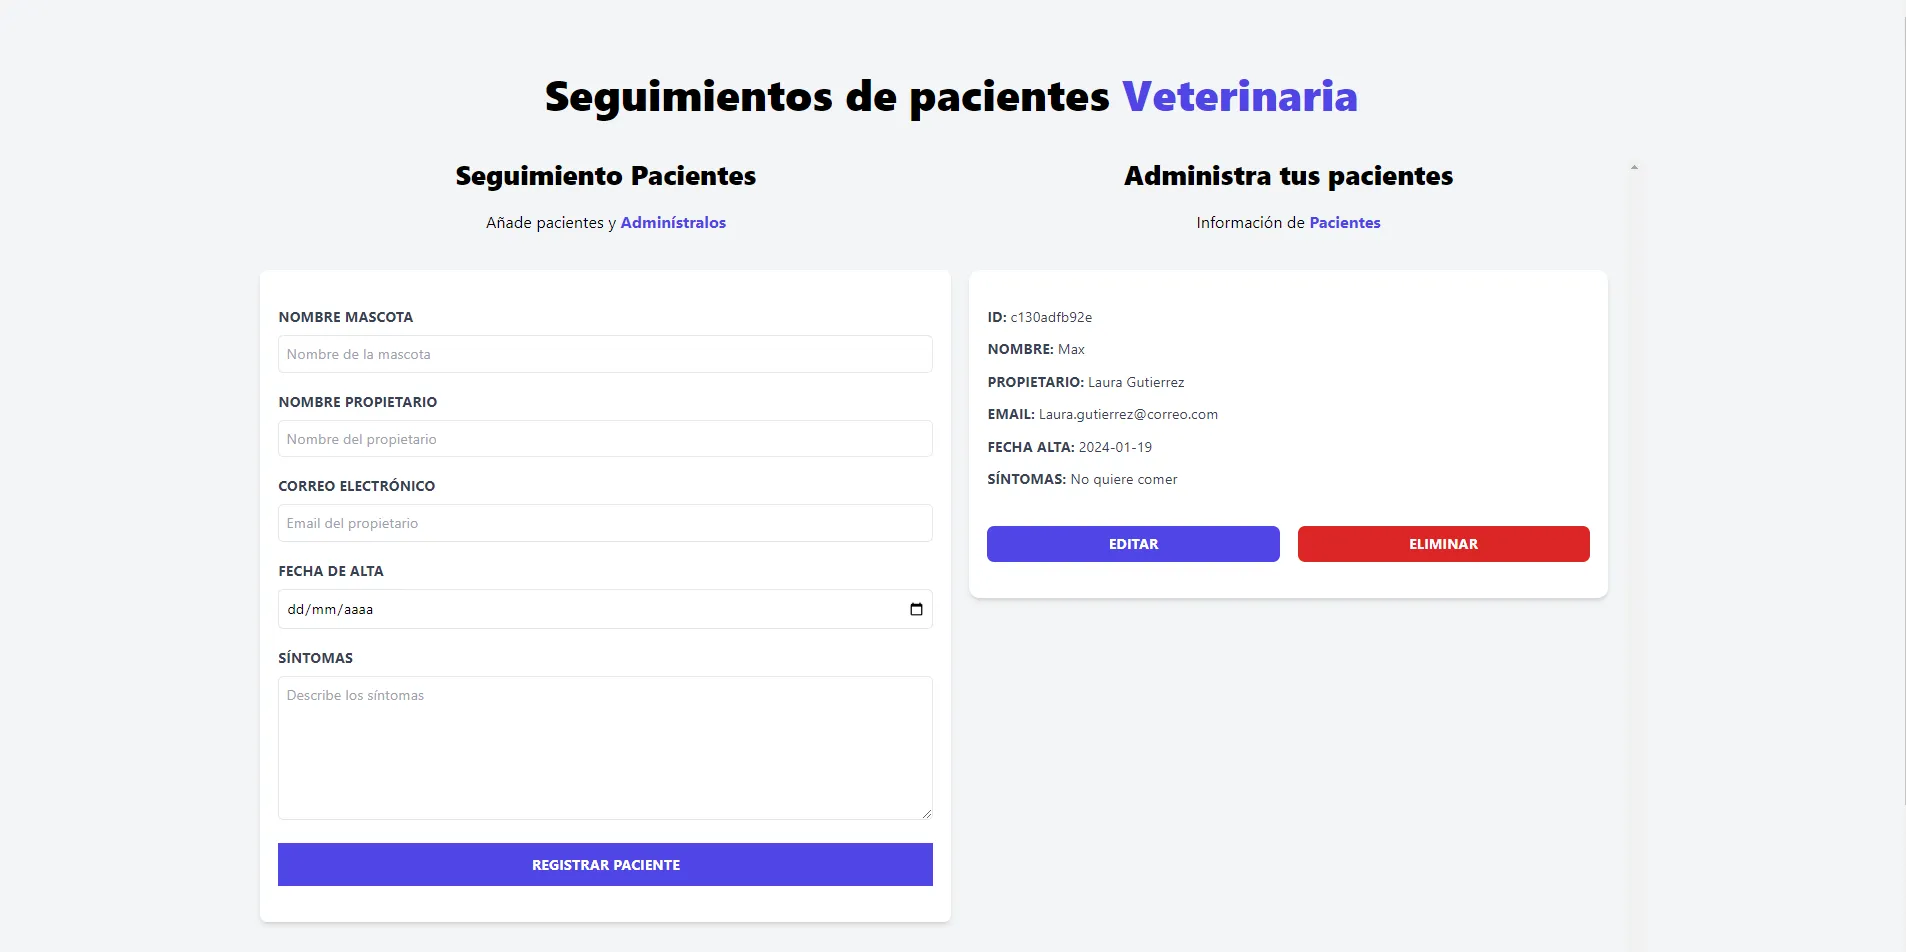 Seguimientos de pacientes Veterinaria
Seguimiento Pacientes
Añade pacientes y Adminístralos
NOMBRE MASCOTA
Nombre de la mascota
NOMBRE PROPIETARIO
Nombre del propietario
CORREO ELECTRÓNICO
Email del propietario
FECHA DE ALTA
dd/mm/aaaa
SÍNTOMAS
Describe los síntomas
REGISTRAR PACIENTE
Administra tus pacientes
Información de Pacientes
ID: c130adfb92e
NOMBRE: Max
PROPIETARIO: Laura Gutierrez
EMAIL: Laura.gutierrez@correo.com
FECHA ALTA: 2024-01-19
SÍNTOMAS: No quiere comer
EDITAR
ELIMINAR